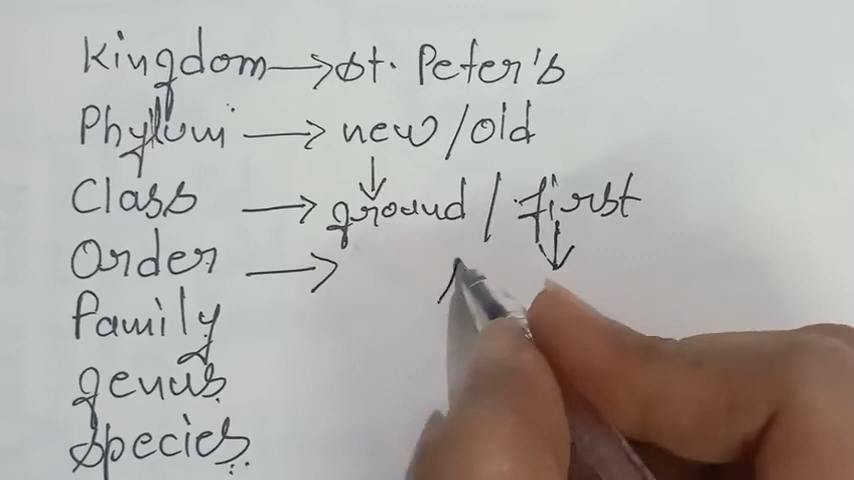 Kingdom → St. Peter's
Phylum → new/old
Class → ground / first
Order →
Family
genus
Species